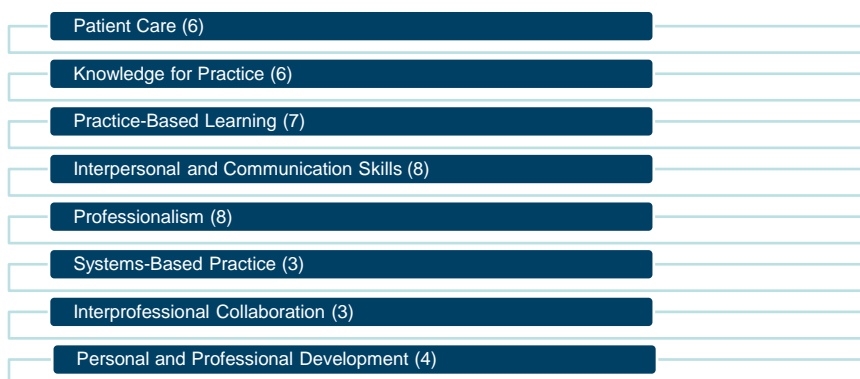 Patient Care (6)
Knowledge for Practice (6)
Practice-Based Learning (7)
Interpersonal and Communication Skills (8)
Professionalism (8)
Systems-Based Practice (3)
Interprofessional Collaboration (3)
Personal and Professional Development (4)